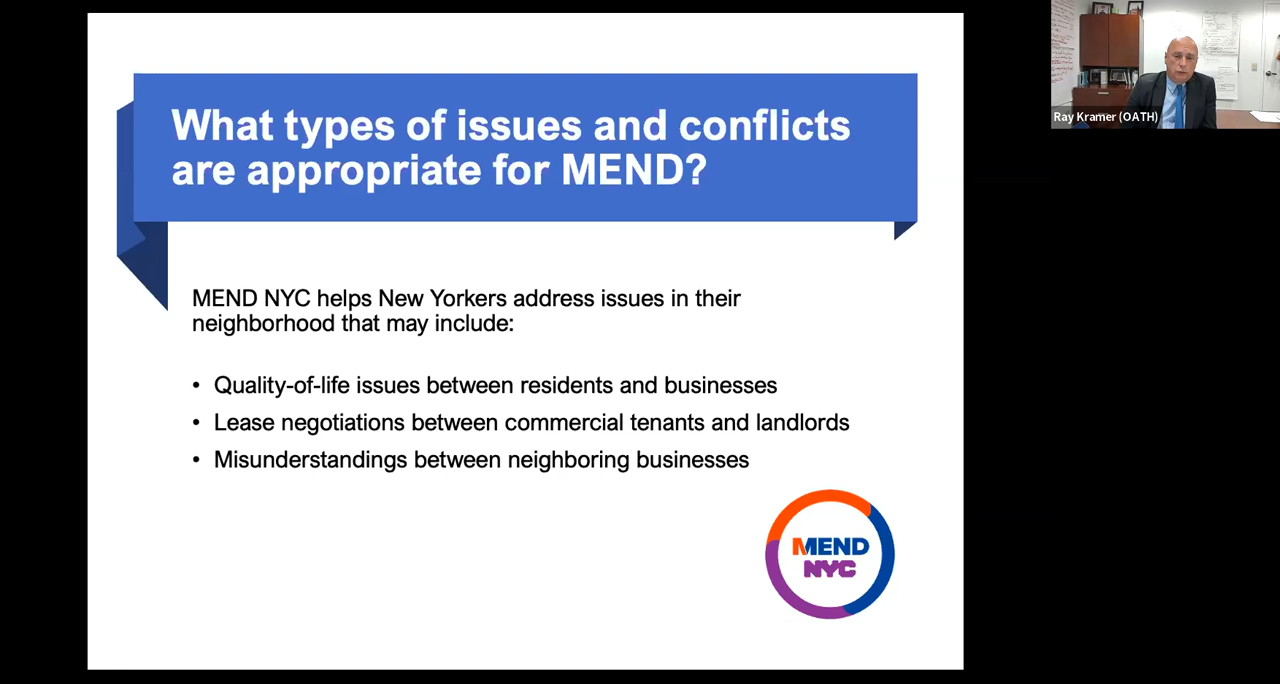 What types of issues and conflicts
are appropriate for MEND?
MEND NYC helps New Yorkers address issues in their
neighborhood that may include:
• Quality-of-life issues between residents and businesses
• Lease negotiations between commercial tenants and landlords
• Misunderstandings between neighboring businesses
MEND
NYC
Ray Kramer (OATH)